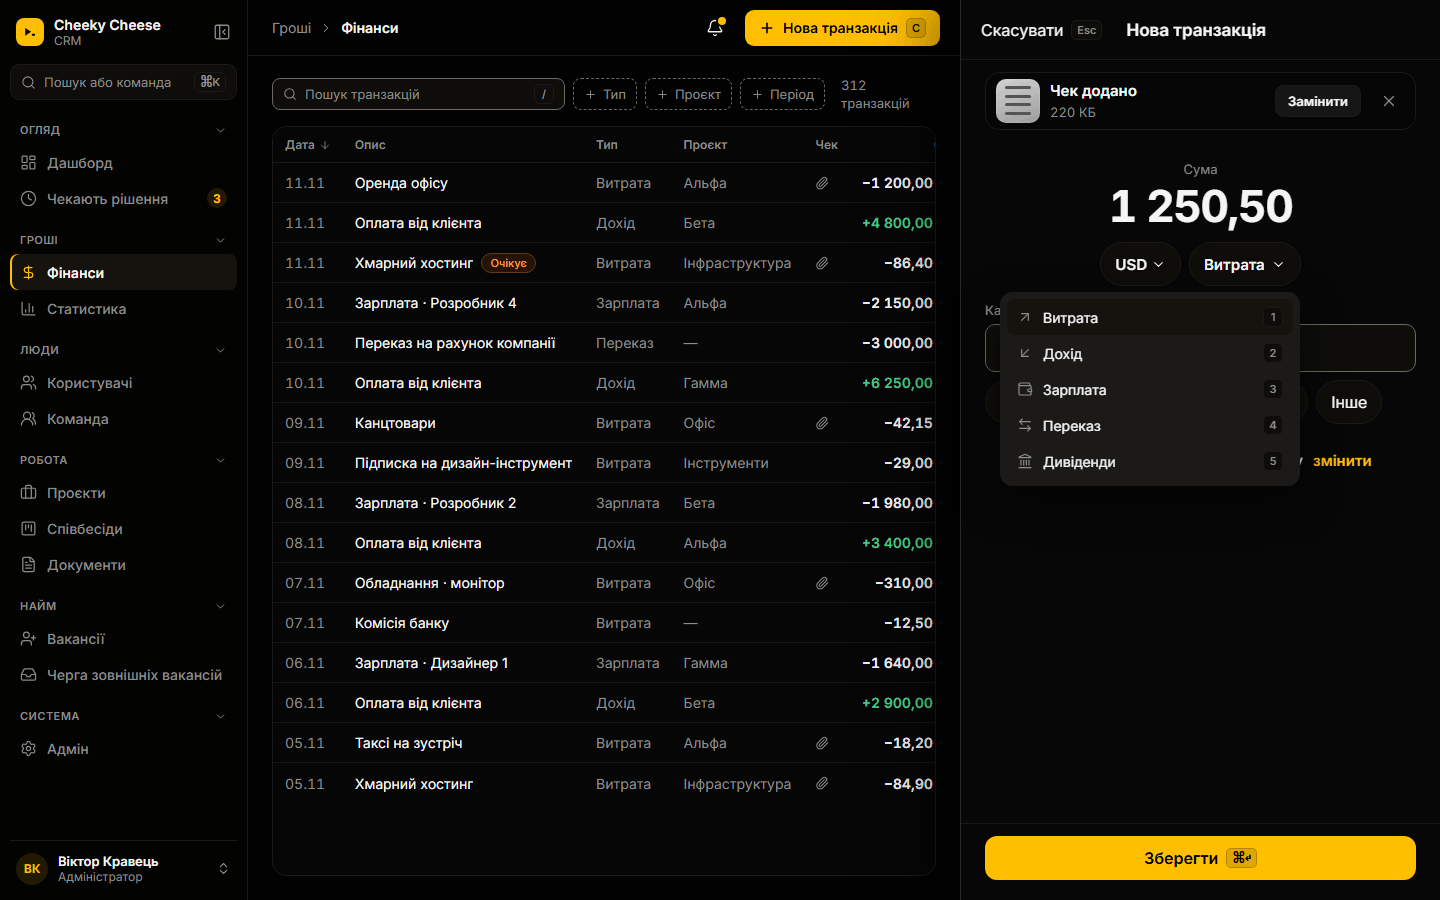 Cheeky Cheese
CRM
Пошук або команда ⌘K
ОГЛЯД
Дашборд
Чекають рішення 3
ГРОШІ
Фінанси
Статистика
ЛЮДИ
Користувачі
Команда
РОБОТА
Проєкти
Співбесіди
Документи
НАЙМ
Вакансії
Черга зовнішніх вакансій
СИСТЕМА
Адмін
ВК
Віктор Кравець
Адміністратор
Гроші > Фінанси
+ Нова транзакція C
Пошук транзакцій /
+ Тип
+ Проєкт
+ Період
312 транзакцій
Дата ↓ Опис Тип Проєкт Чек
11.11 Оренда офісу Витрата Альфа −1 200,00
11.11 Оплата від клієнта Дохід Бета +4 800,00
11.11 Хмарний хостинг Очікує Витрата Інфраструктура −86,40
10.11 Зарплата · Розробник 4 Зарплата Альфа −2 150,00
10.11 Переказ на рахунок компанії Переказ — −3 000,00
10.11 Оплата від клієнта Дохід Гамма +6 250,00
09.11 Канцтовари Витрата Офіс −42,15
09.11 Підписка на дизайн-інструмент Витрата Інструменти −29,00
08.11 Зарплата · Розробник 2 Зарплата Бета −1 980,00
08.11 Оплата від клієнта Дохід Альфа +3 400,00
07.11 Обладнання · монітор Витрата Офіс −310,00
07.11 Комісія банку Витрата — −12,50
06.11 Зарплата · Дизайнер 1 Зарплата Гамма −1 640,00
06.11 Оплата від клієнта Дохід Бета +2 900,00
05.11 Таксі на зустріч Витрата Альфа −18,20
05.11 Хмарний хостинг Витрата Інфраструктура −84,90
Скасувати Esc Нова транзакція
Чек додано
220 КБ
Замінити
Сума
1 250,50
USD
Витрата
Витрата 1
Дохід 2
Зарплата 3
Переказ 4
Дивіденди 5
Інше
змінити
Зберегти ⌘↵